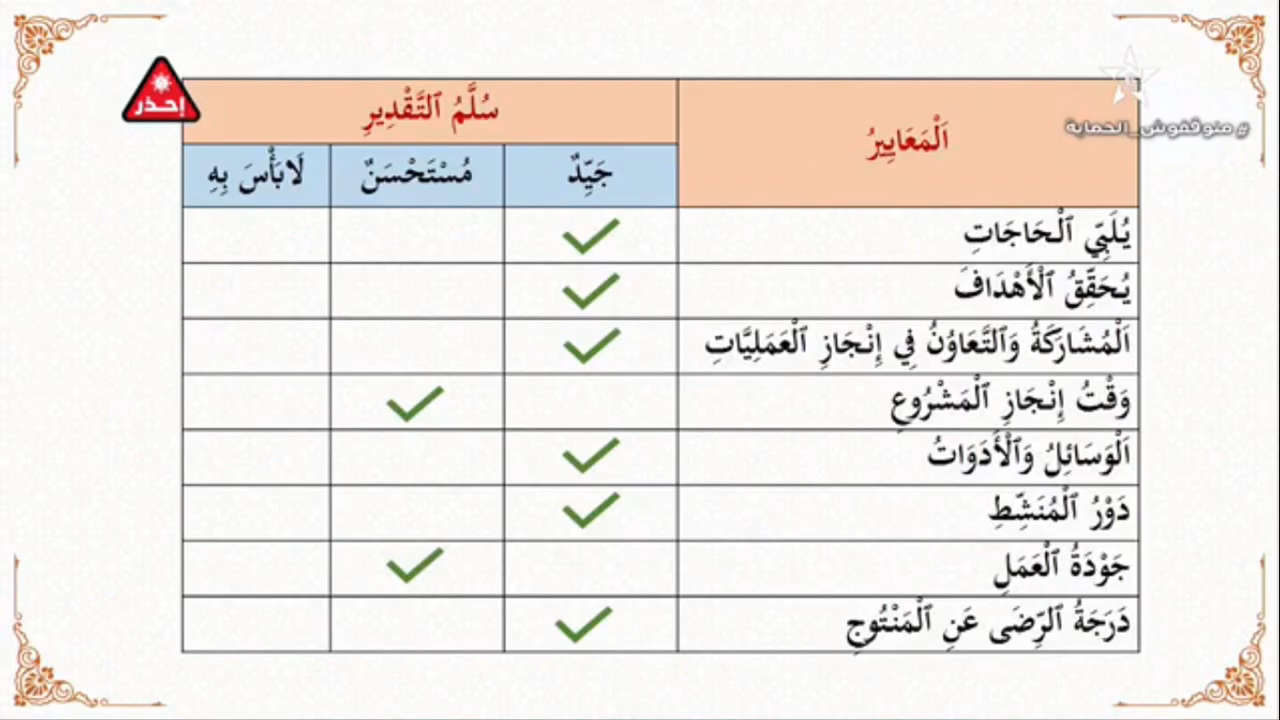 إحذر
#منوقفوش_الحماية
اَلْمَعَايِيرُ
سُلَّمُ ٱلتَّقْدِيرِ
جَيِّدٌ
مُسْتَحْسَنٌ
لَابَأْسَ بِهِ
يُلَبِّي ٱلْحَاجَاتِ
يُحَقِّقُ ٱلْأَهْدَافَ
اَلْمُشَارَكَةُ وَٱلتَّعَاوُنُ فِي إِنْجَازِ ٱلْعَمَلِيَّاتِ
وَقْتُ إِنْجَازِ ٱلْمَشْرُوعِ
اَلْوَسَائِلُ وَٱلْأَدَوَاتُ
دَوْرُ ٱلْمُنَشِّطِ
جَوْدَةُ ٱلْعَمَلِ
دَرَجَةُ ٱلرِّضَى عَنِ ٱلْمَنْتُوجِ